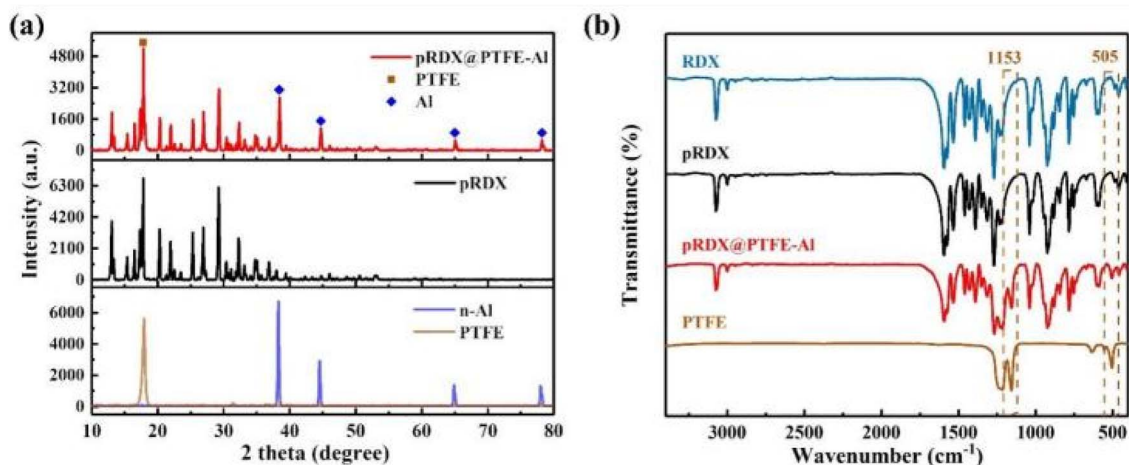 (a)
4800
3200
1600
0
pRDX@PTFE-Al
PTFE
Al
6300
4200
2100
0
pRDX
6000
4000
2000
0
n-Al
PTFE
Intensity (a.u.)
10 20 30 40 50 60 70 80
2 theta (degree)
(b)
1153 505
RDX
pRDX
pRDX@PTFE-Al
PTFE
Transmittance (%)
3000 2500 2000 1500 1000 500
Wavenumber (cm⁻¹)